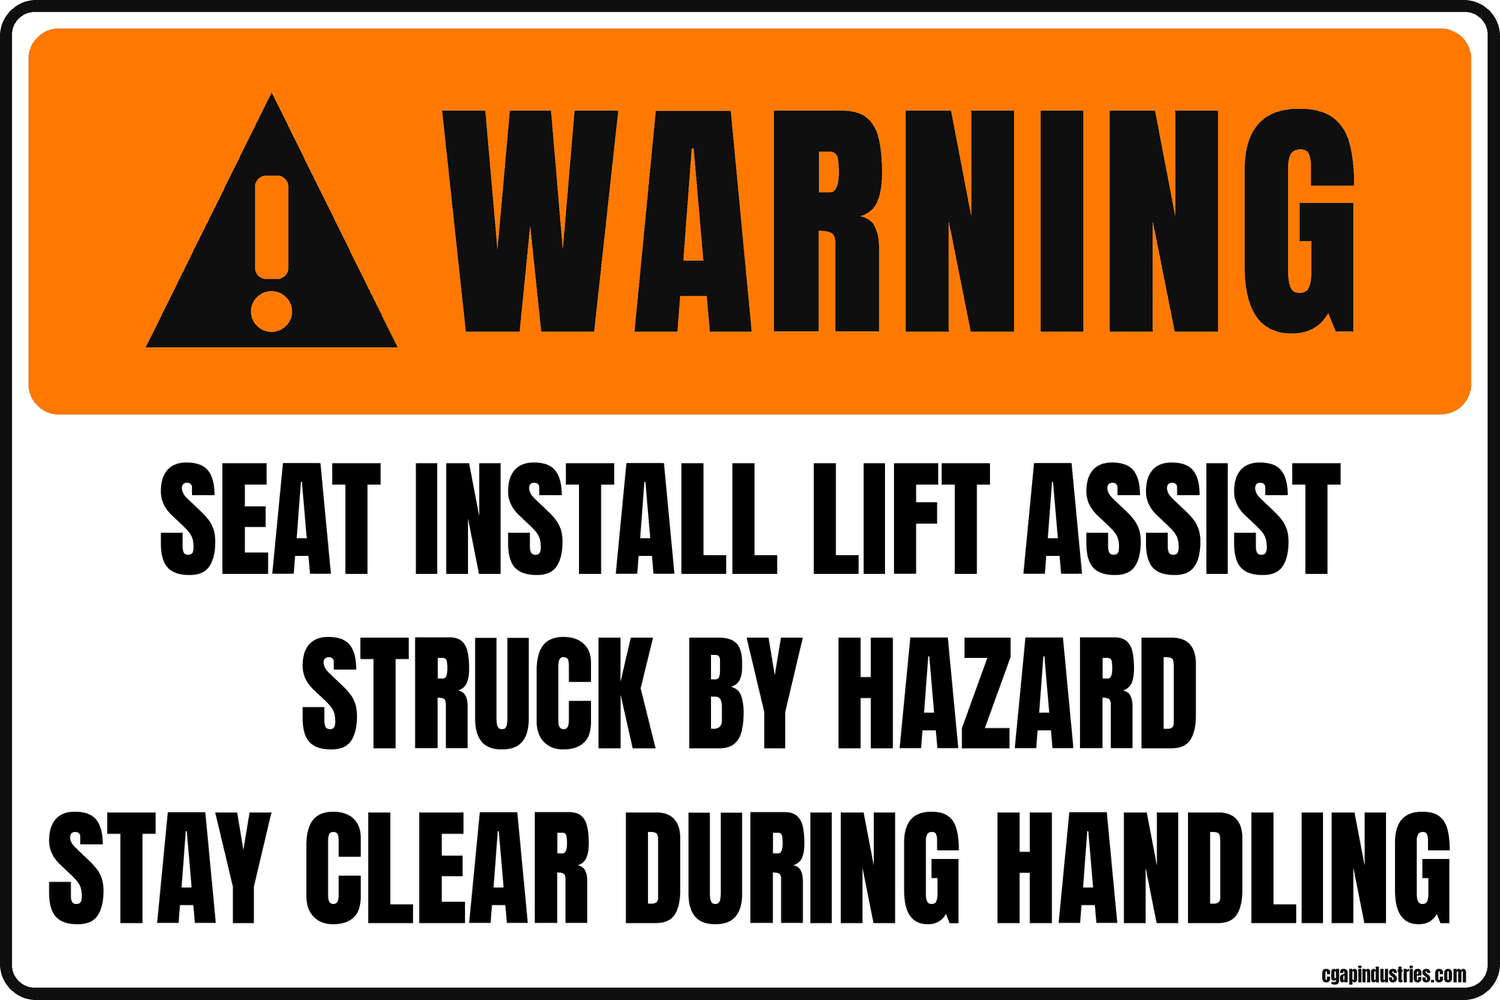 WARNING
SEAT INSTALL LIFT ASSIST
STRUCK BY HAZARD
STAY CLEAR DURING HANDLING
cgapindustries.com